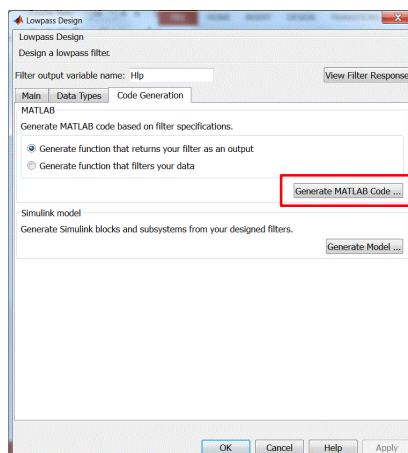 Lowpass Design
Lowpass Design
Design a lowpass filter.
Filter output variable name: Hlp
View Filter Response
Main Data Types Code Generation
MATLAB
Generate MATLAB code based on filter specifications.
Generate function that returns your filter as an output
Generate function that filters your data
Generate MATLAB Code ...
Simulink model
Generate Simulink blocks and subsystems from your designed filters.
Generate Model ...
OK Cancel Help Apply